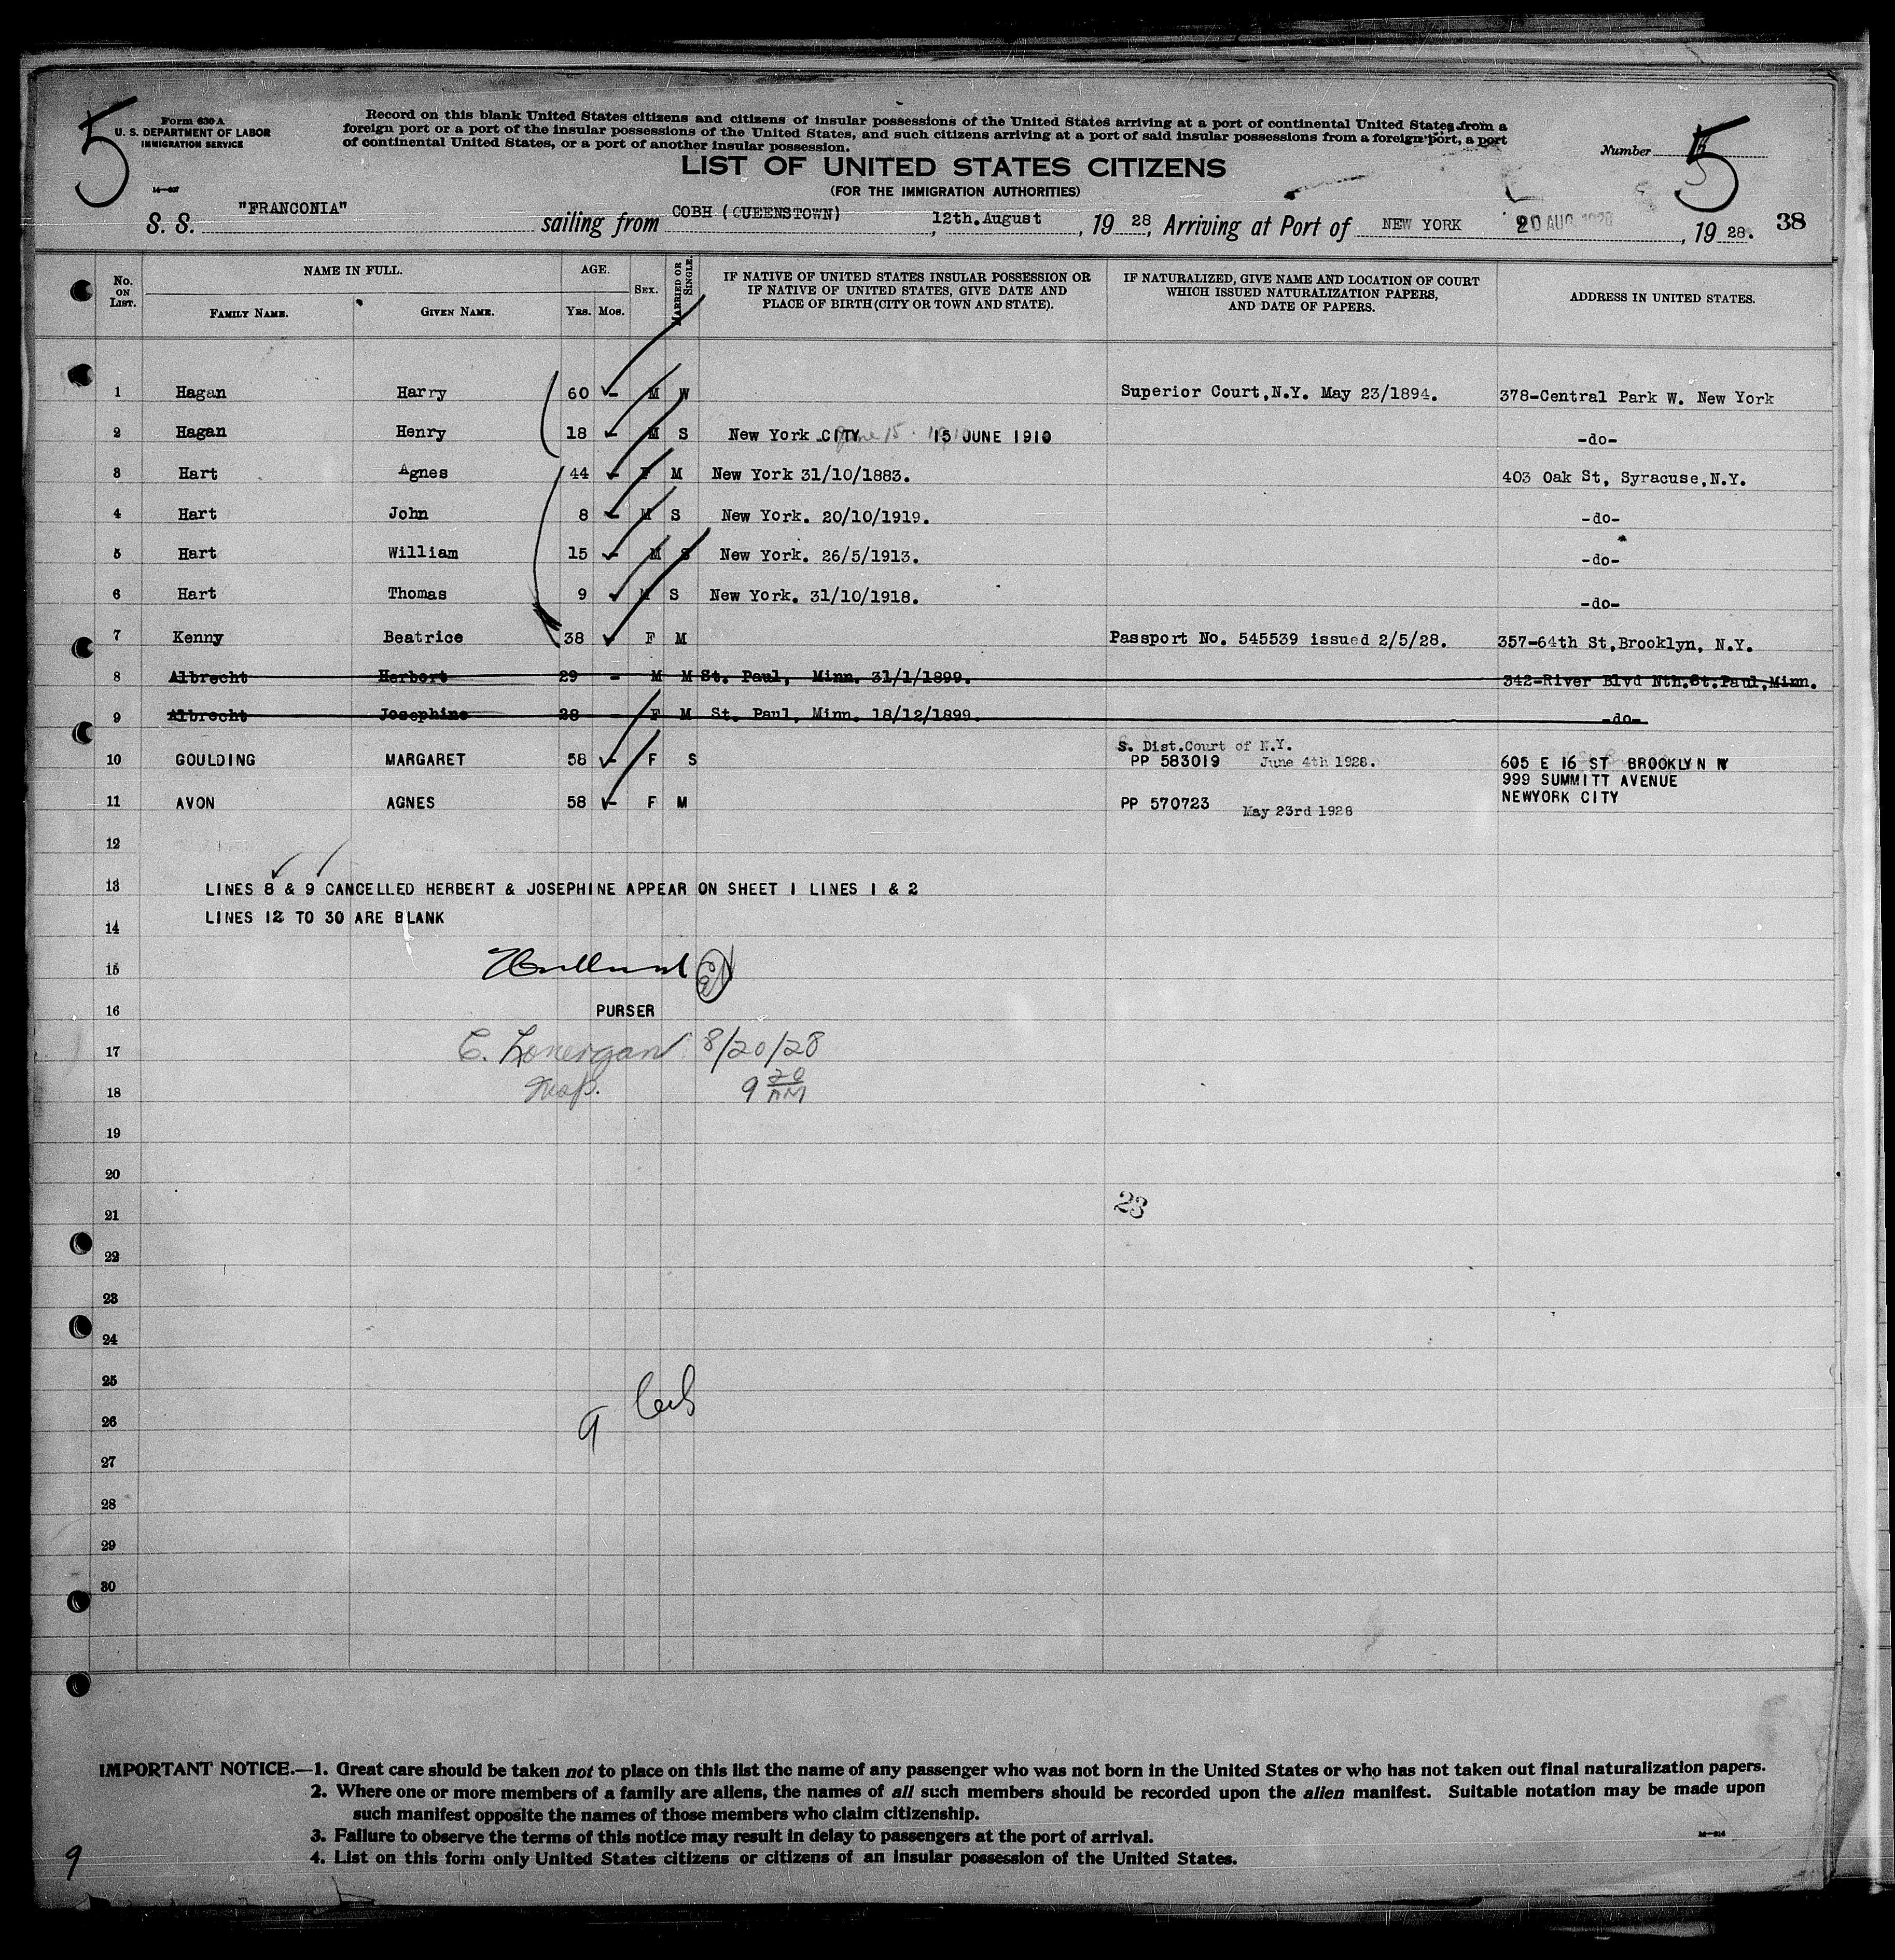 5
Form 630 A
U. S. DEPARTMENT OF LABOR
IMMIGRATION SERVICE
14-607
Record on this blank United States citizens and citizens of insular possessions of the United States arriving at a port of continental United States from a
foreign port or a port of the insular possessions of the United States, and such citizens arriving at a port of said insular possessions from a foreign port, a port
of continental United States, or a port of another insular possession.
LIST OF UNITED STATES CITIZENS
(FOR THE IMMIGRATION AUTHORITIES)
Number 5
S. S. "FRANCONIA" sailing from COBH (QUEENSTOWN), 12th.August, 19 28, Arriving at Port of NEW YORK 20 AUG 1928, 19 28. 38
No. ON LIST. NAME IN FULL. AGE. SEX. MARRIED OR SINGLE. IF NATIVE OF UNITED STATES INSULAR POSSESSION OR IF NATIVE OF UNITED STATES, GIVE DATE AND PLACE OF BIRTH (CITY OR TOWN AND STATE). IF NATURALIZED, GIVE NAME AND LOCATION OF COURT WHICH ISSUED NATURALIZATION PAPERS, AND DATE OF PAPERS. ADDRESS IN UNITED STATES.
FAMILY NAME. GIVEN NAME. YRS. MOS.
1 Hagan Harry 60 - M W Superior Court,N.Y. May 23/1894. 378-Central Park W. New York
2 Hagan Henry 18 - M S New York CITY 15 JUNE 1910 -do-
3 Hart Agnes 44 - F M New York 31/10/1883. 403 Oak St, Syracuse,N.Y.
4 Hart John 8 - M S New York. 20/10/1919. -do-
5 Hart William 15 - M S New York. 26/5/1913. -do-
6 Hart Thomas 9 M S New York. 31/10/1918. -do-
7 Kenny Beatrice 38 - F M Passport No. 545539 issued 2/5/28. 357-64th St,Brooklyn, N.Y.
8 Albrecht Herbert 29 - M M St. Paul, Minn. 31/1/1899. 342-River Blvd Nth.St.Paul,Minn.
9 Albrecht Josephine 28 - F M St. Paul, Minn. 18/12/1899. -do-
S. Dist.Court of N.Y.
10 GOULDING MARGARET 58 - F S PP 583019 June 4th 1928. 605 E 16 ST BROOKLYN N
999 SUMMITT AVENUE
11 AVON AGNES 58 - F M PP 570723 May 23rd 1928 NEWYORK CITY
12
13 LINES 8 & 9 CANCELLED HERBERT & JOSEPHINE APPEAR ON SHEET 1 LINES 1 & 2
LINES 12 TO 30 ARE BLANK
14
15
16 PURSER
17 C. Lonergan 8/20/28
18 Insp. 9 20 AM
19
20
21 23
22
23
24
25
26 9
27
28
29
30
IMPORTANT NOTICE.—1. Great care should be taken not to place on this list the name of any passenger who was not born in the United States or who has not taken out final naturalization papers.
2. Where one or more members of a family are aliens, the names of all such members should be recorded upon the alien manifest. Suitable notation may be made upon
such manifest opposite the names of those members who claim citizenship.
3. Failure to observe the terms of this notice may result in delay to passengers at the port of arrival.
4. List on this form only United States citizens or citizens of an insular possession of the United States.
9